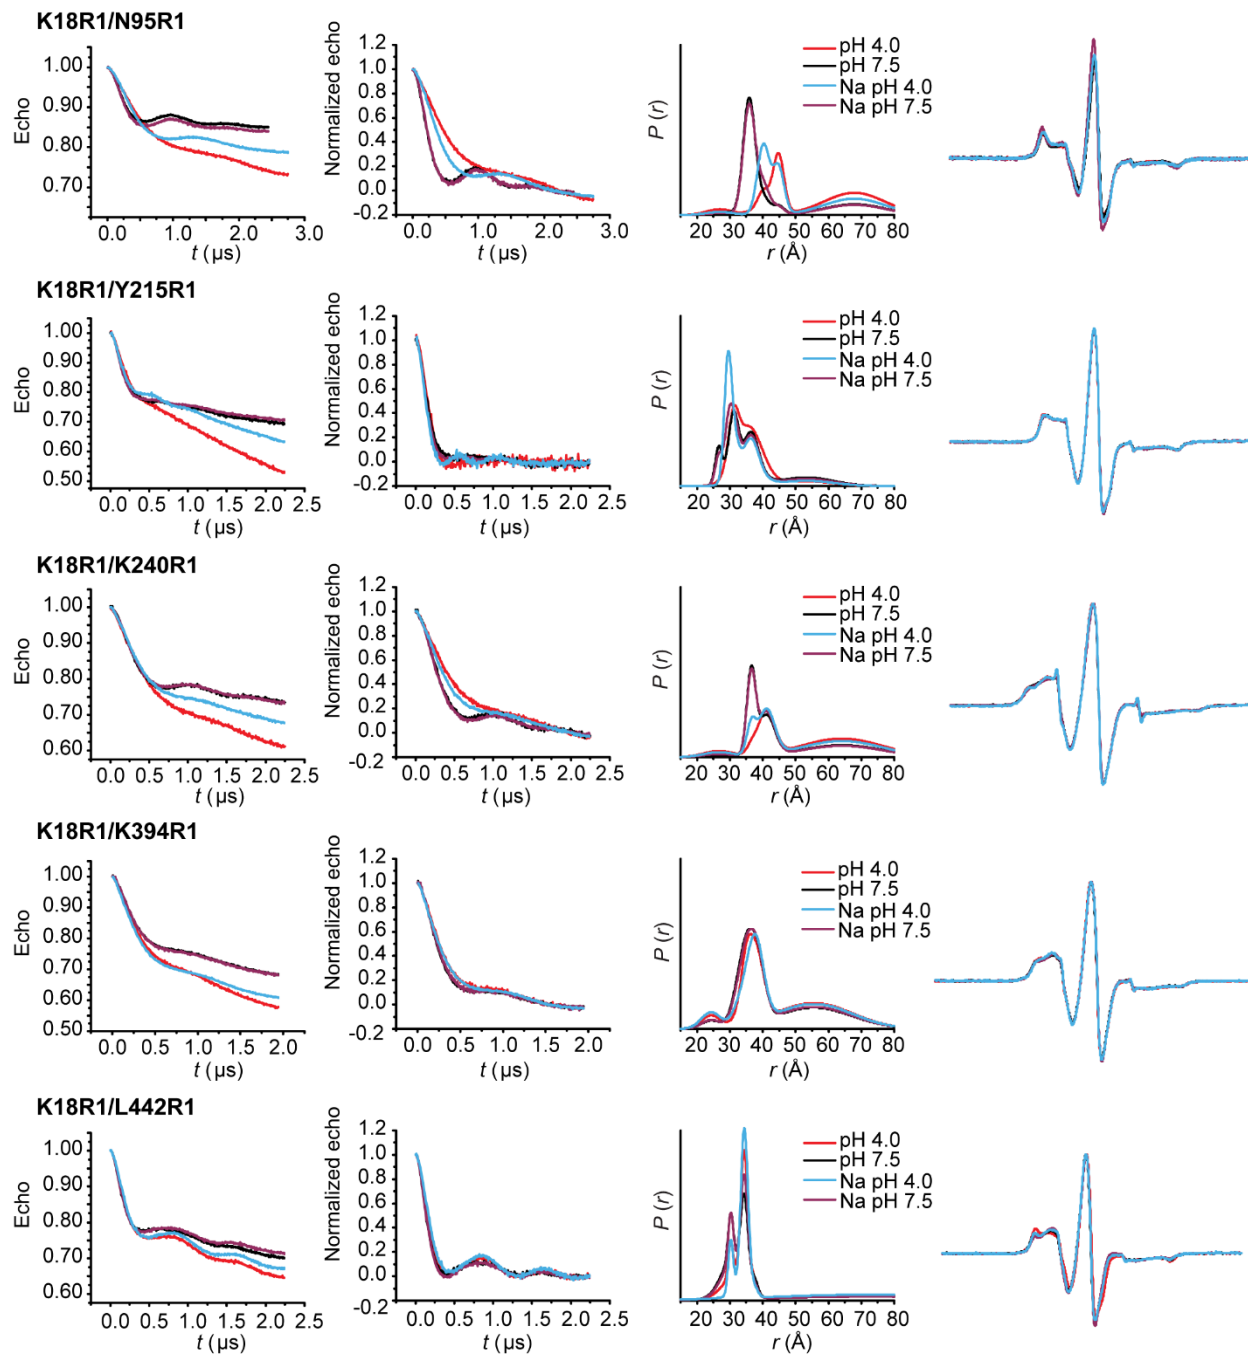 K18R1/N95R1
Echo
1.00
0.90
0.80
0.70
0.0 1.0 2.0 3.0
t (µs)
Normalized echo
1.2
1.0
0.8
0.6
0.4
0.2
0.0
-0.2
0.0 1.0 2.0 3.0
t (µs)
P (r)
pH 4.0
pH 7.5
Na pH 4.0
Na pH 7.5
20 30 40 50 60 70 80
r (Å)
K18R1/Y215R1
Echo
1.00
0.90
0.80
0.70
0.60
0.50
0.0 0.5 1.0 1.5 2.0 2.5
t (µs)
Normalized echo
1.2
1.0
0.8
0.6
0.4
0.2
0.0
-0.2
0.0 0.5 1.0 1.5 2.0 2.5
t (µs)
P (r)
pH 4.0
pH 7.5
Na pH 4.0
Na pH 7.5
20 30 40 50 60 70 80
r (Å)
K18R1/K240R1
Echo
1.00
0.90
0.80
0.70
0.60
0.0 0.5 1.0 1.5 2.0 2.5
t (µs)
Normalized echo
1.2
1.0
0.8
0.6
0.4
0.2
0.0
-0.2
0.0 0.5 1.0 1.5 2.0 2.5
t (µs)
P (r)
pH 4.0
pH 7.5
Na pH 4.0
Na pH 7.5
20 30 40 50 60 70 80
r (Å)
K18R1/K394R1
Echo
1.00
0.90
0.80
0.70
0.60
0.50
0.0 0.5 1.0 1.5 2.0
t (µs)
Normalized echo
1.2
1.0
0.8
0.6
0.4
0.2
0.0
-0.2
0.0 0.5 1.0 1.5 2.0
t (µs)
P (r)
pH 4.0
pH 7.5
Na pH 4.0
Na pH 7.5
20 30 40 50 60 70 80
r (Å)
K18R1/L442R1
Echo
1.00
0.90
0.80
0.70
0.60
0.0 0.5 1.0 1.5 2.0 2.5
t (µs)
Normalized echo
1.2
1.0
0.8
0.6
0.4
0.2
0.0
-0.2
0.0 0.5 1.0 1.5 2.0 2.5
t (µs)
P (r)
pH 4.0
pH 7.5
Na pH 4.0
Na pH 7.5
20 30 40 50 60 70 80
r (Å)